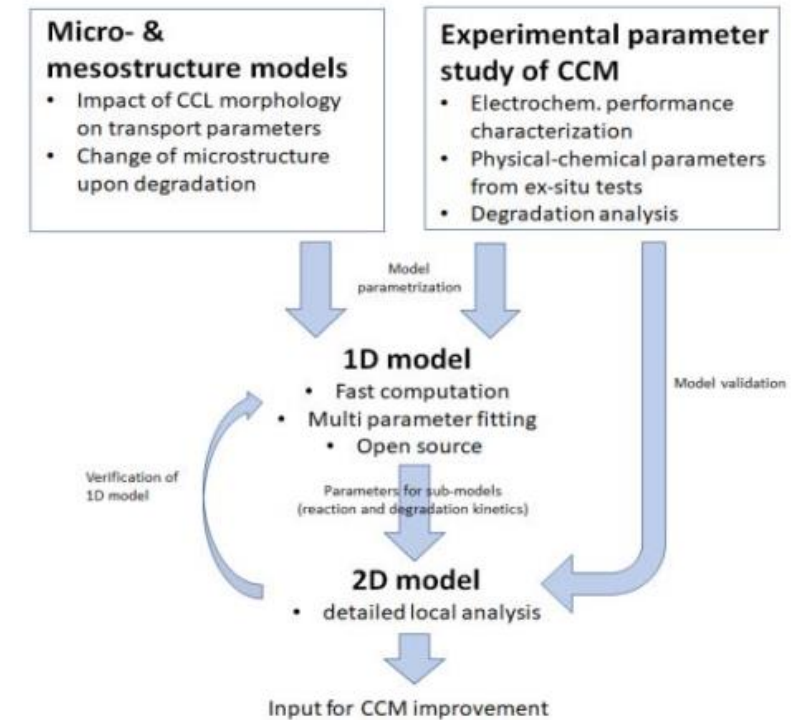 Micro- &
mesostructure models
• Impact of CCL morphology
on transport parameters
• Change of microstructure
upon degradation
Experimental parameter
study of CCM
• Electrochem. performance
characterization
• Physical-chemical parameters
from ex-situ tests
• Degradation analysis
Model
parametrization
1D model
• Fast computation
• Multi parameter fitting
• Open source
Model validation
Verification of
1D model
Parameters for sub-models
(reaction and degradation kinetics)
2D model
• detailed local analysis
Input for CCM improvement